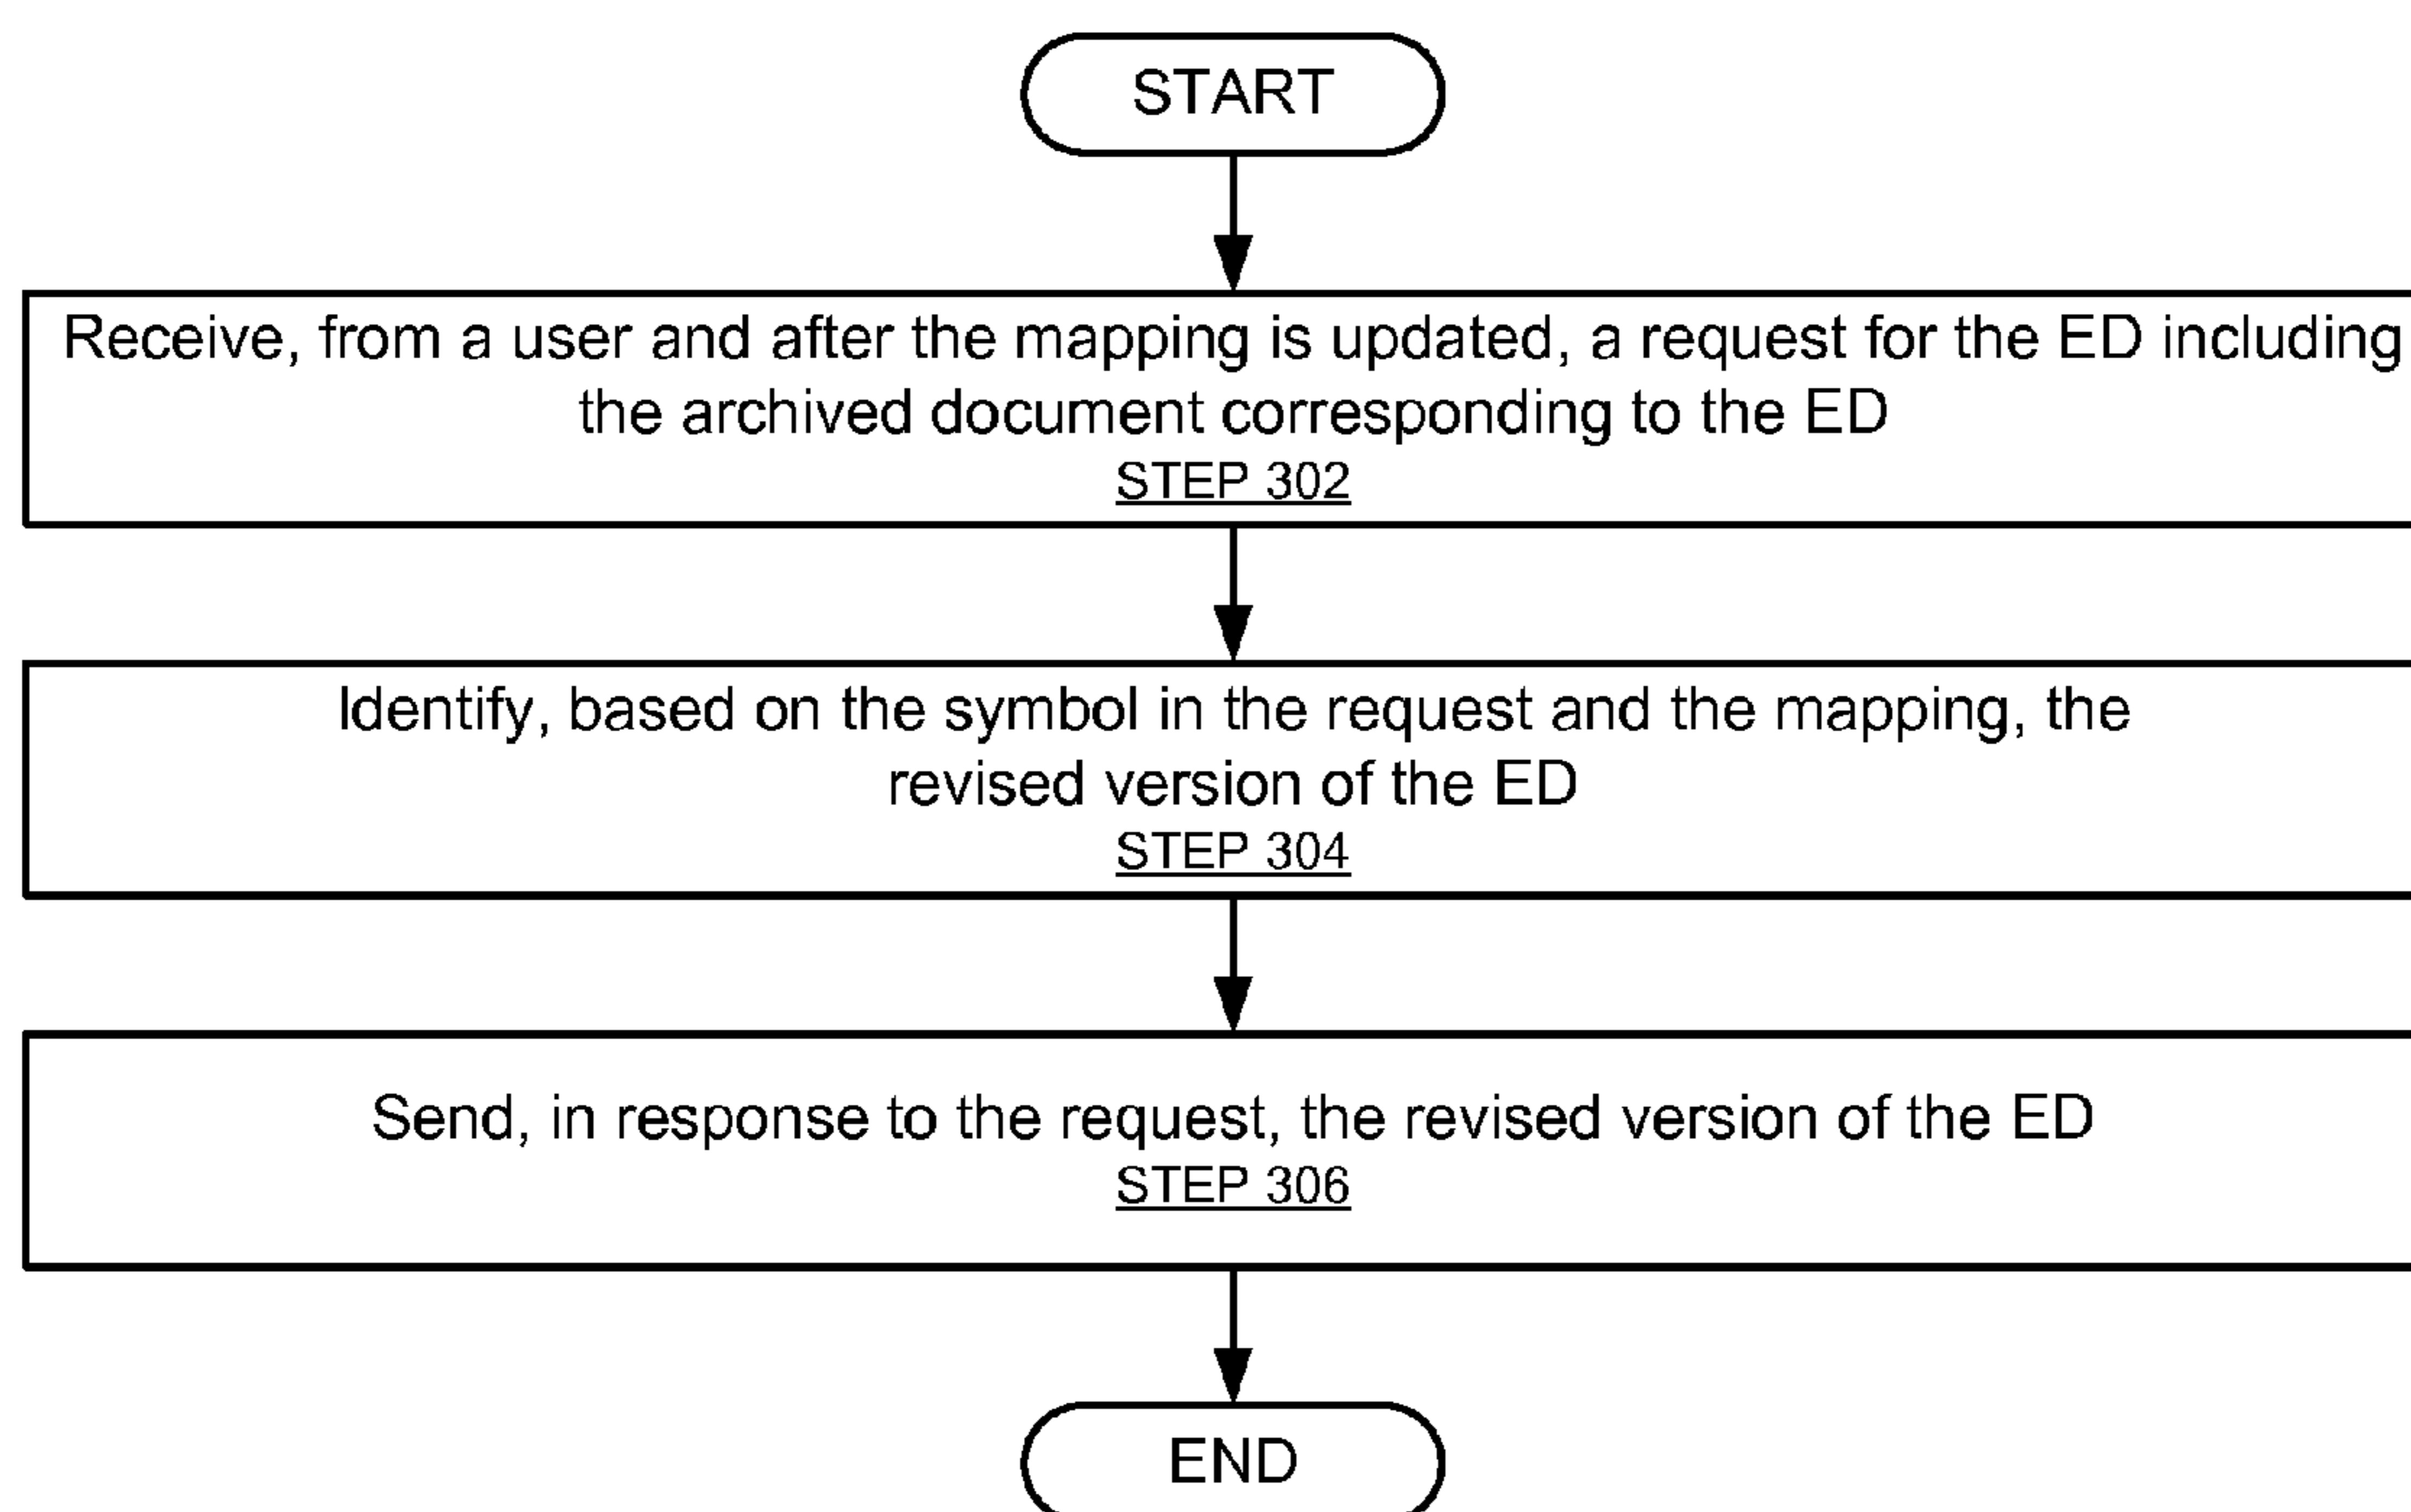 START
Receive, from a user and after the mapping is updated, a request for the ED including
the archived document corresponding to the ED
STEP 302
Identify, based on the symbol in the request and the mapping, the
revised version of the ED
STEP 304
Send, in response to the request, the revised version of the ED
STEP 306
END